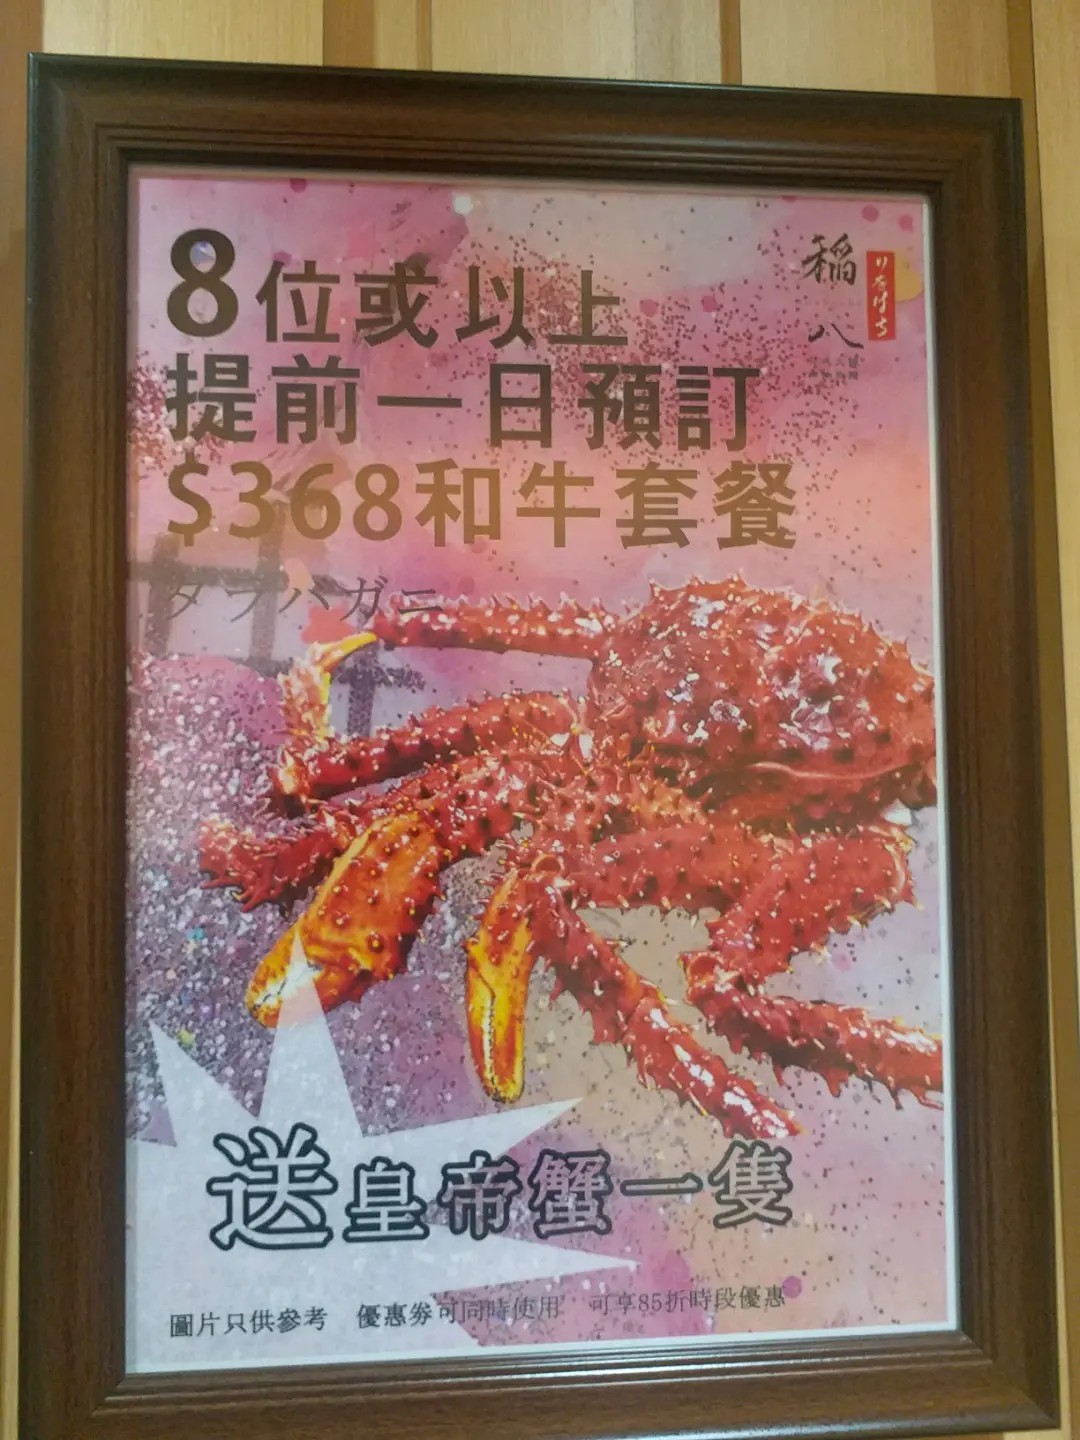 8位或以上
提前一日預訂
$368和牛套餐
タラバガニ
稲
八
送皇帝蟹一隻
圖片只供參考 優惠券可同時使用 可享85折時段優惠